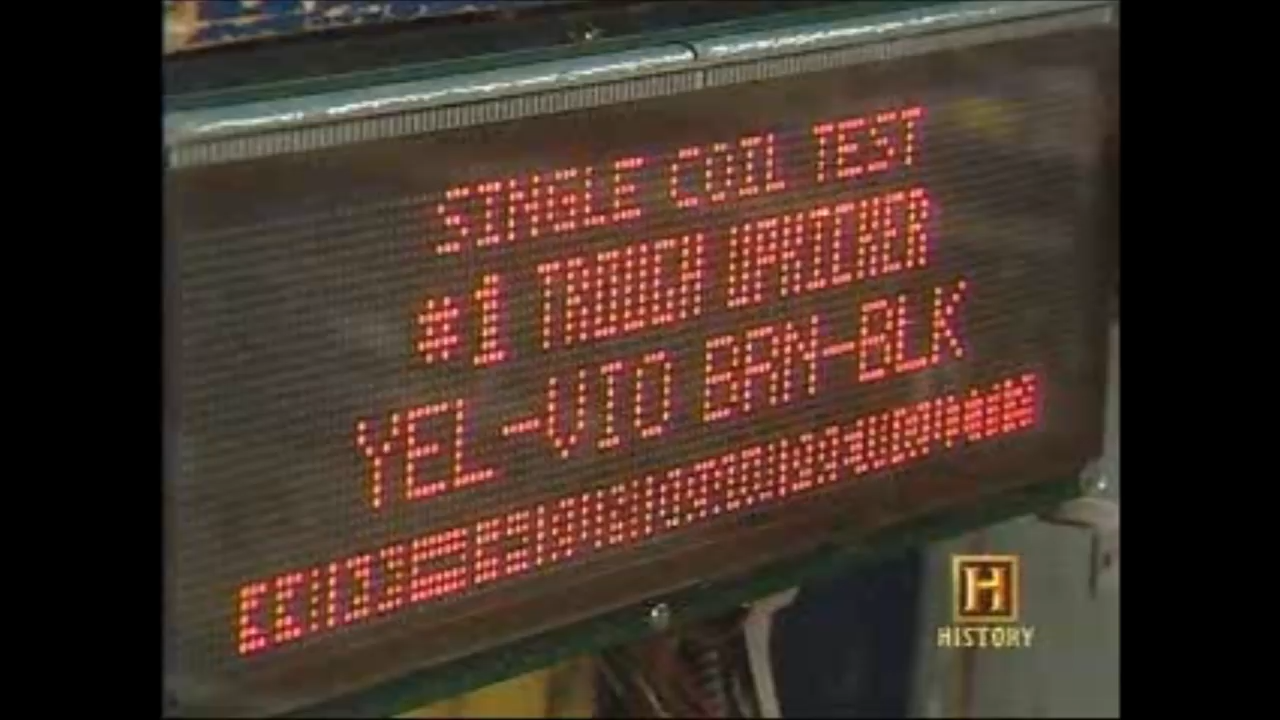 SINGLE COIL TEST
#1 TROUGH UPKICKER
YEL-VIO BRN-BLK
H
HISTORY